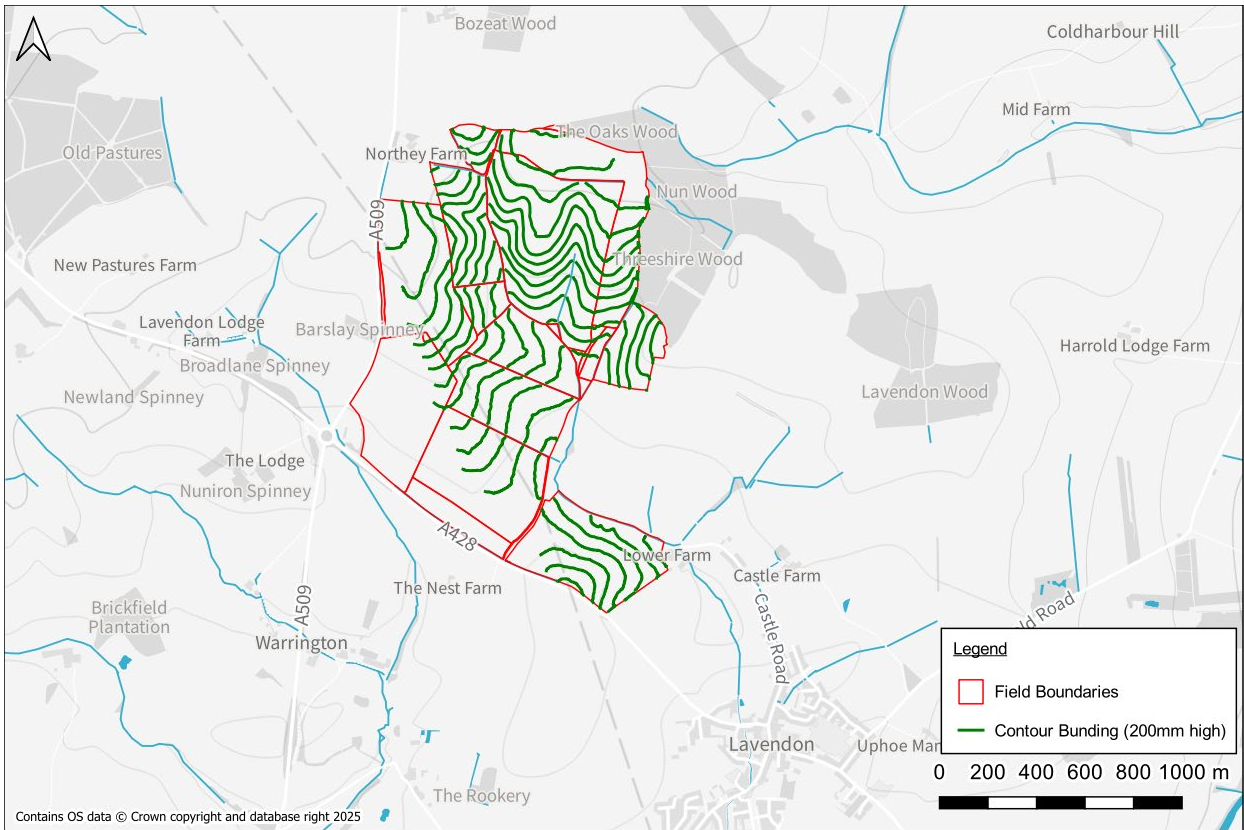 Bozeat Wood
Coldharbour Hill
Mid Farm
The Oaks Wood
Old Pastures
Northey Farm
Nun Wood
A509
New Pastures Farm
Threeshire Wood
Lavendon Lodge
Farm
Barslay Spinney
Broadlane Spinney
Harrold Lodge Farm
Newland Spinney
Lavendon Wood
The Lodge
Nuniron Spinney
A428
Lower Farm
Castle Farm
The Nest Farm
A509
Brickfield
Plantation
Castle Road
ld Road
Warrington
Legend
Field Boundaries
Contour Bunding (200mm high)
Lavendon
Uphoe Mar
0 200 400 600 800 1000 m
The Rookery
Contains OS data © Crown copyright and database right 2025